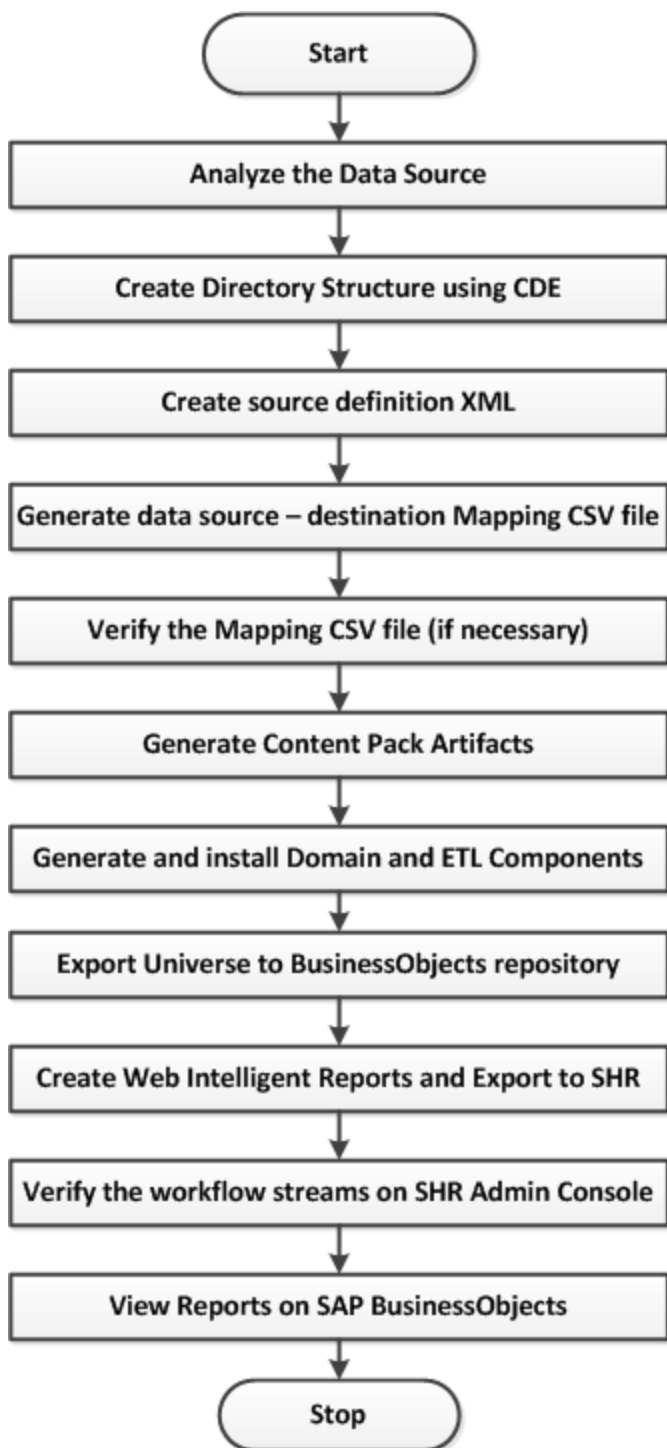 Start
Analyze the Data Source
Create Directory Structure using CDE
Create source definition XML
Generate data source – destination Mapping CSV file
Verify the Mapping CSV file (if necessary)
Generate Content Pack Artifacts
Generate and install Domain and ETL Components
Export Universe to BusinessObjects repository
Create Web Intelligent Reports and Export to SHR
Verify the workflow streams on SHR Admin Console
View Reports on SAP BusinessObjects
Stop